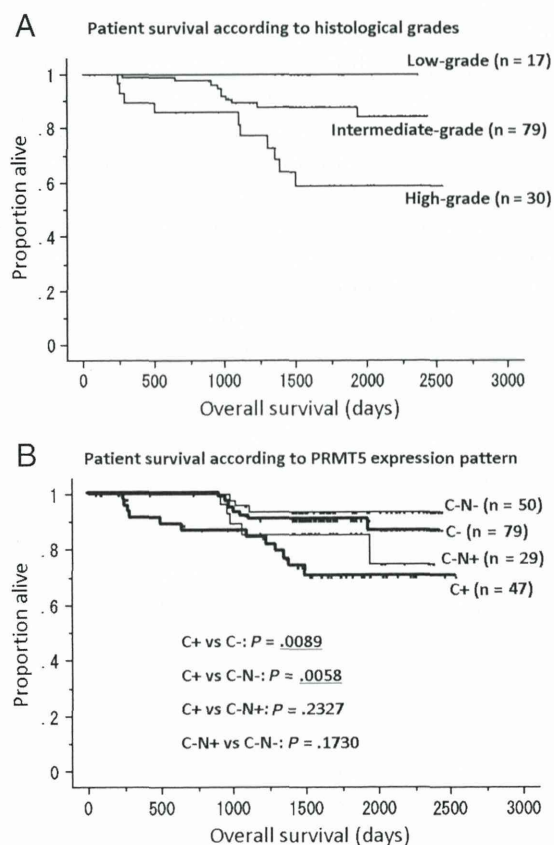 A
Patient survival according to histological grades
Low-grade (n = 17)
Intermediate-grade (n = 79)
High-grade (n = 30)
Proportion alive
1
.8
.6
.4
.2
0
0 500 1000 1500 2000 2500 3000
Overall survival (days)
B
Patient survival according to PRMT5 expression pattern
C-N- (n = 50)
C- (n = 79)
C-N+ (n = 29)
C+ (n = 47)
C+ vs C-: P = .0089
C+ vs C-N-: P = .0058
C+ vs C-N+: P = .2327
C-N+ vs C-N-: P = .1730
Proportion alive
1
.8
.6
.4
.2
0
0 500 1000 1500 2000 2500 3000
Overall survival (days)